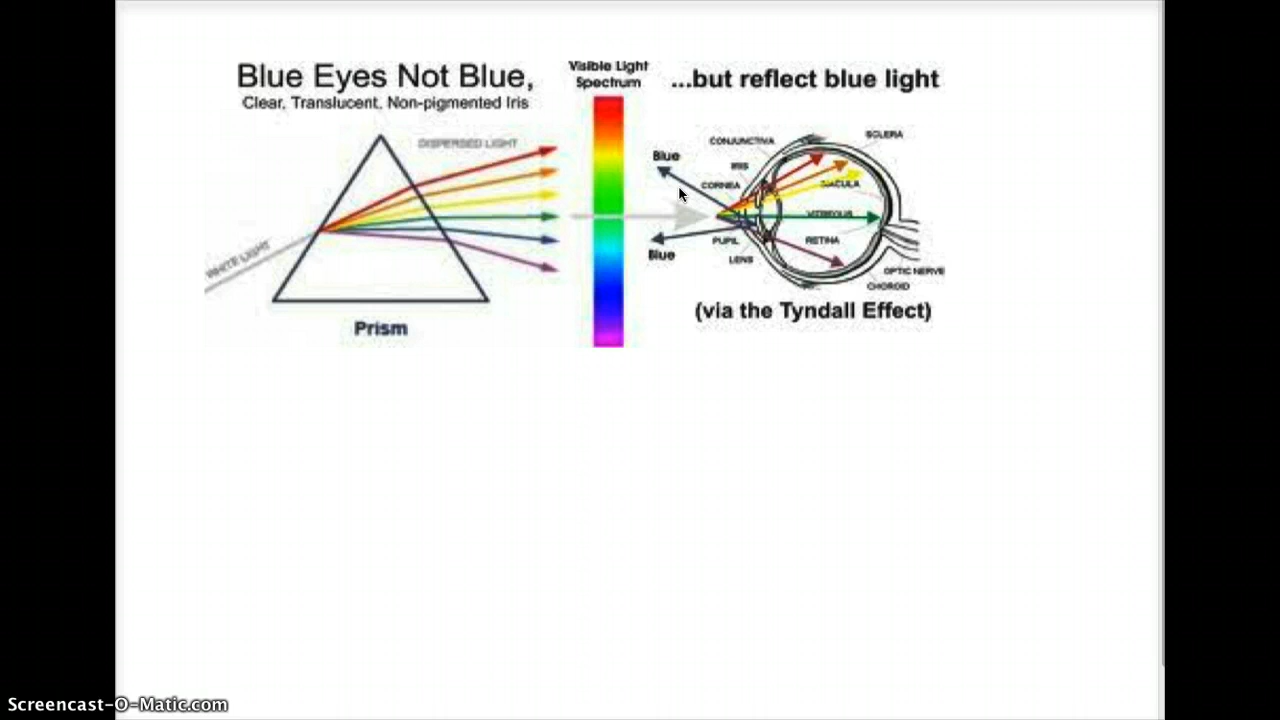 Blue Eyes Not Blue,
Clear, Translucent, Non-pigmented Iris
DISPERSED LIGHT
WHITE LIGHT
Prism
Visible Light
Spectrum
...but reflect blue light
CONJUNCTIVA
SCLERA
Blue
IRIS
CORNEA
MACULA
VITREOUS
PUPIL
RETINA
Blue
LENS
OPTIC NERVE
CHOROID
(via the Tyndall Effect)
Screencast-O-Matic.com